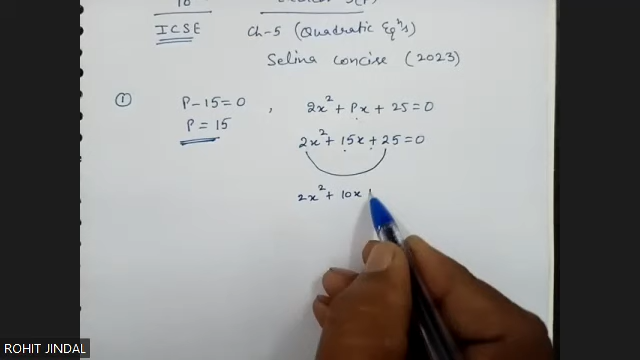 10
ICSE Ch-5 (Quadratic Eqⁿs)
Selina Concise (2023)
① P-15=0 , 2x² + Px + 25 = 0
P = 15 2x² + 15x + 25 = 0
2x² + 10x
ROHIT JINDAL